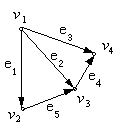 v₁
e₃
v₄
e₂
e₁
e₄
v₃
v₂
e₅